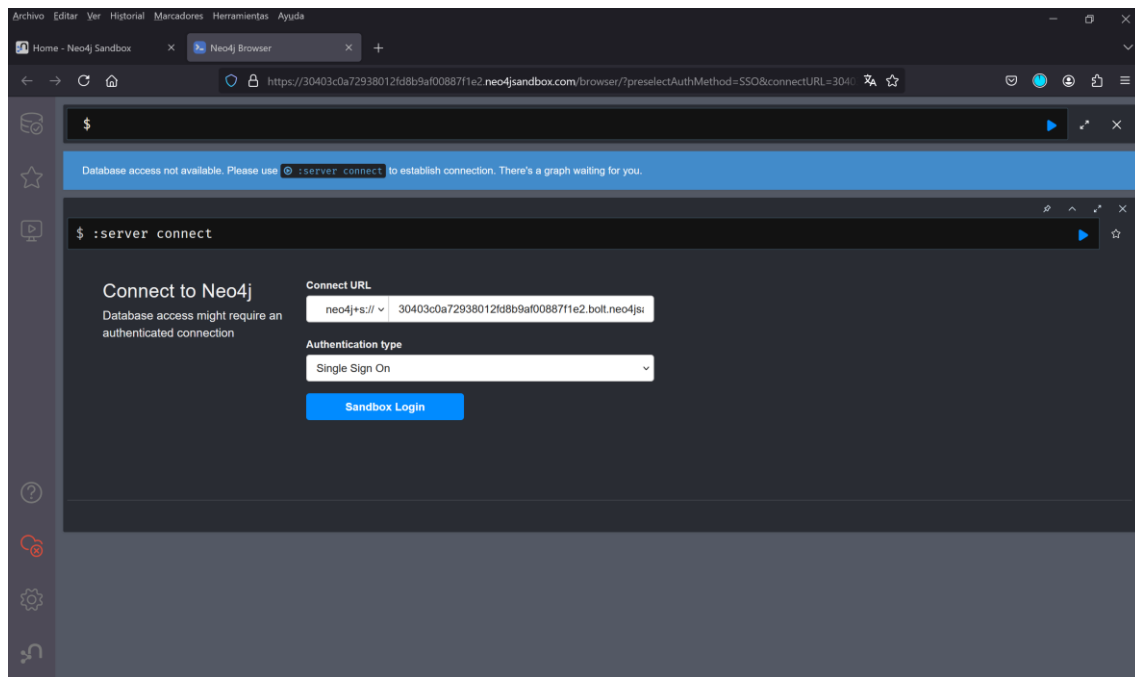 Archivo Editar Ver Historial Marcadores Herramientas Ayuda
Home - Neo4j Sandbox
Neo4j Browser
https://30403c0a72938012fd8b9af00887f1e2.neo4jsandbox.com/browser/?preselectAuthMethod=SSO&connectURL=3040
$
Database access not available. Please use :server connect to establish connection. There's a graph waiting for you.
$ :server connect
Connect to Neo4j
Database access might require an
authenticated connection
Connect URL
neo4j+s:// 30403c0a72938012fd8b9af00887f1e2.bolt.neo4jsa
Authentication type
Single Sign On
Sandbox Login